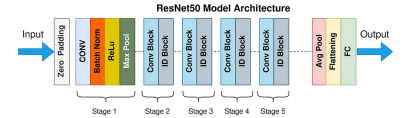 ResNet50 Model Architecture
Input
Zero Padding
CONV
Batch Norm
ReLu
Max Pool
Conv Block
ID Block
Conv Block
ID Block
Conv Block
ID Block
Conv Block
ID Block
Avg Pool
Flattening
FC
Output
Stage 1
Stage 2
Stage 3
Stage 4
Stage 5